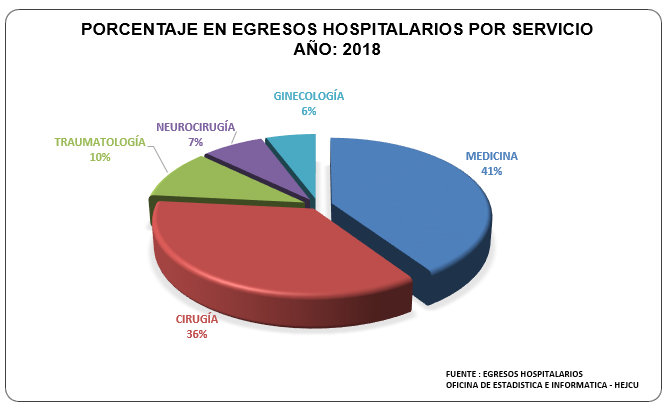 PORCENTAJE EN EGRESOS HOSPITALARIOS POR SERVICIO
AÑO: 2018
GINECOLOGÍA
6%
NEUROCIRUGÍA
7%
TRAUMATOLOGÍA
10%
MEDICINA
41%
CIRUGÍA
36%
FUENTE : EGRESOS HOSPITALARIOS
OFICINA DE ESTADISTICA E INFORMATICA - HEJCU